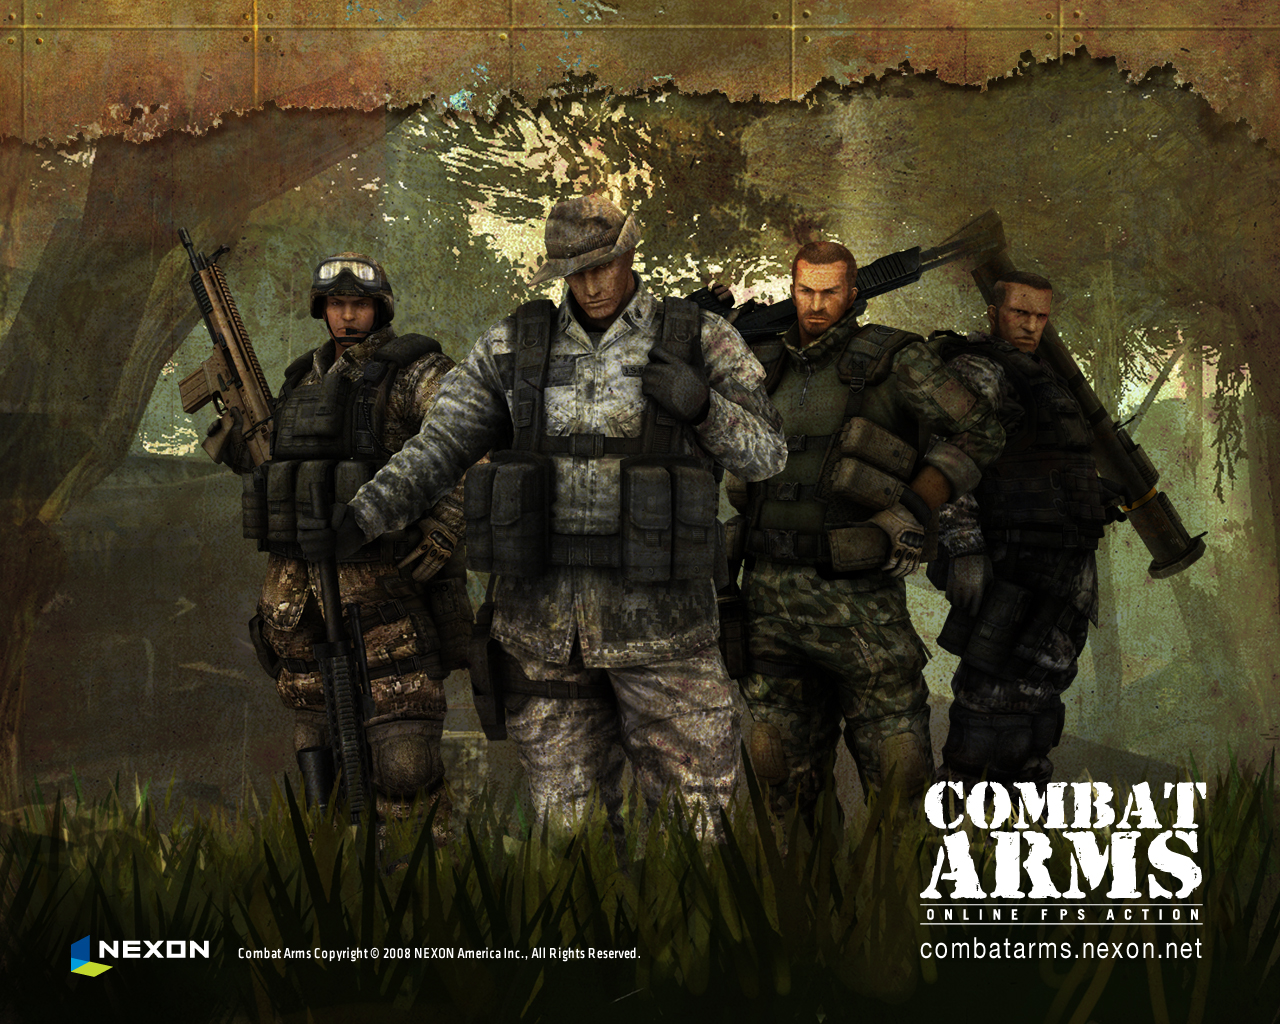 COMBAT
ARMS
ONLINE FPS ACTION
combatarms.nexon.net
NEXON
Combat Arms Copyright © 2008 NEXON America Inc., All Rights Reserved.